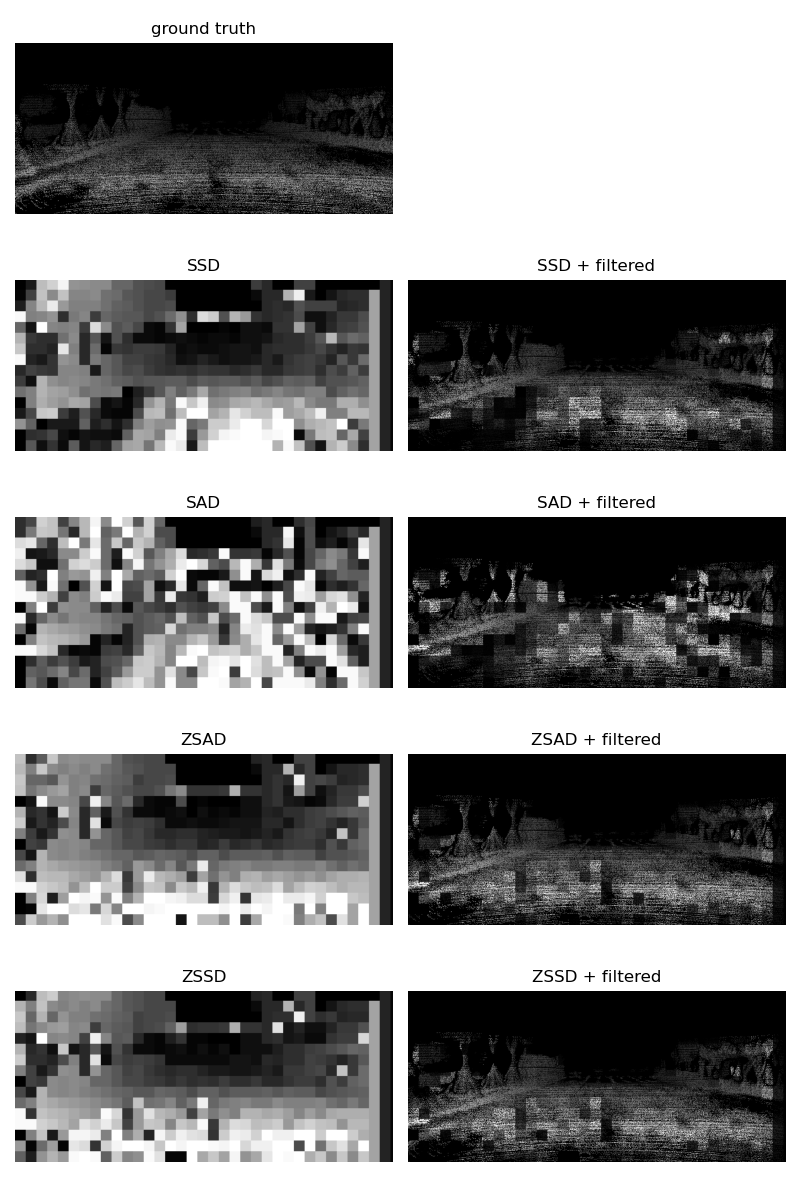 ground truth
SSD
SSD + filtered
SAD
SAD + filtered
ZSAD
ZSAD + filtered
ZSSD
ZSSD + filtered